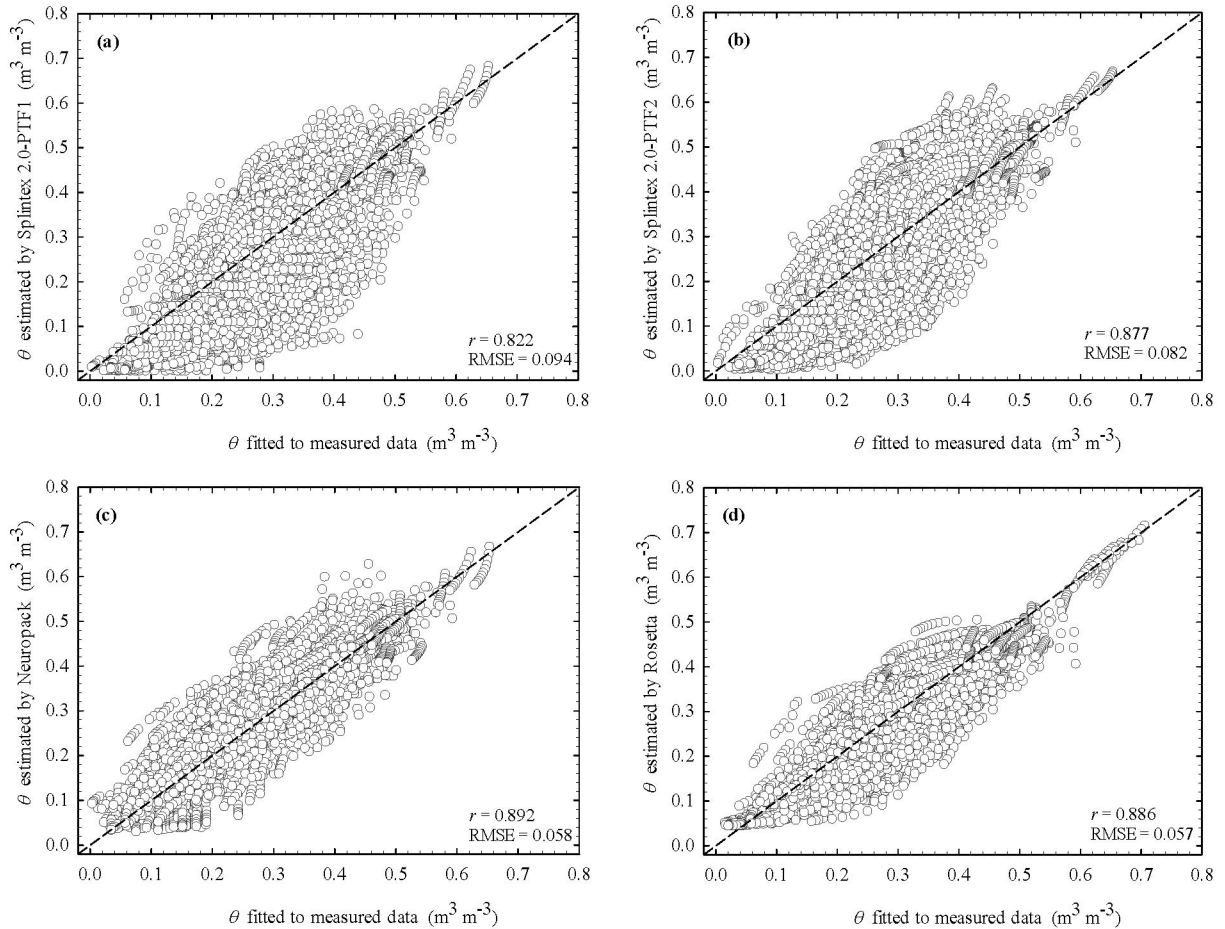 (a)
θ estimated by Splintex 2.0-PTF1 (m³ m⁻³)
0.8
0.7
0.6
0.5
0.4
0.3
0.2
0.1
0.0
r = 0.822
RMSE = 0.094
0.0 0.1 0.2 0.3 0.4 0.5 0.6 0.7 0.8
θ fitted to measured data (m³ m⁻³)
(b)
θ estimated by Splintex 2.0-PTF2 (m³ m⁻³)
0.8
0.7
0.6
0.5
0.4
0.3
0.2
0.1
0.0
r = 0.877
RMSE = 0.082
0.0 0.1 0.2 0.3 0.4 0.5 0.6 0.7 0.8
θ fitted to measured data (m³ m⁻³)
(c)
θ estimated by Neuropack (m³ m⁻³)
0.8
0.7
0.6
0.5
0.4
0.3
0.2
0.1
0.0
r = 0.892
RMSE = 0.058
0.0 0.1 0.2 0.3 0.4 0.5 0.6 0.7 0.8
θ fitted to measured data (m³ m⁻³)
(d)
θ estimated by Rosetta (m³ m⁻³)
0.8
0.7
0.6
0.5
0.4
0.3
0.2
0.1
0.0
r = 0.886
RMSE = 0.057
0.0 0.1 0.2 0.3 0.4 0.5 0.6 0.7 0.8
θ fitted to measured data (m³ m⁻³)